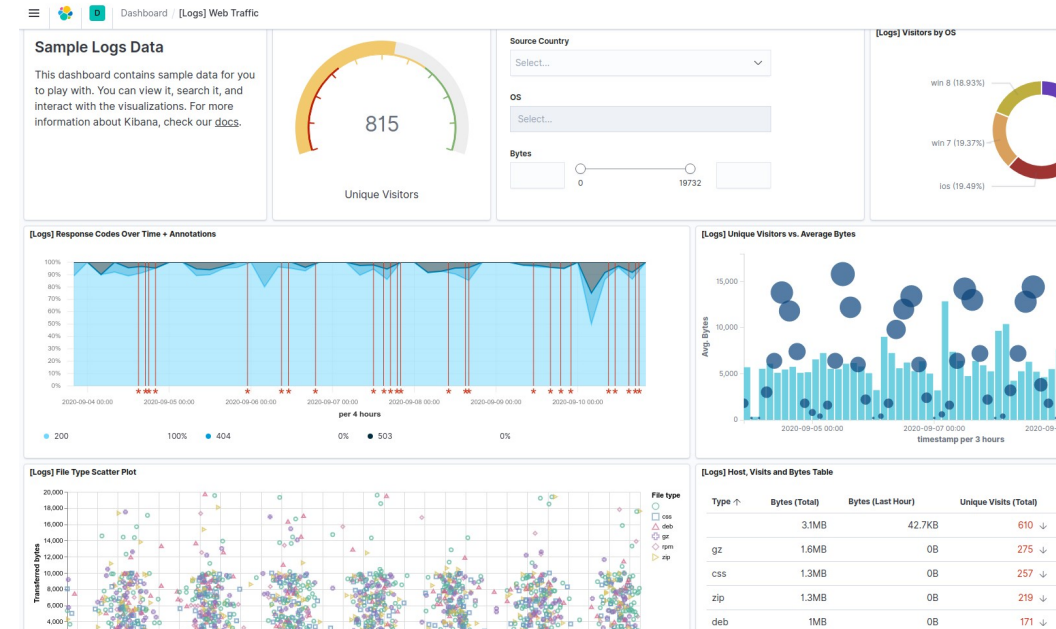 D Dashboard / [Logs] Web Traffic
Sample Logs Data
This dashboard contains sample data for you
to play with. You can view it, search it, and
interact with the visualizations. For more
information about Kibana, check our docs.
815
Unique Visitors
Source Country
Select...
OS
Select...
Bytes
0 19732
[Logs] Visitors by OS
win 8 (18.93%)
win 7 (19.37%)
ios (19.49%)
[Logs] Response Codes Over Time + Annotations
100%
90%
80%
70%
60%
50%
40%
30%
20%
10%
0%
2020-09-04 00:00 2020-09-05 00:00 2020-09-06 00:00 2020-09-07 00:00 2020-09-08 00:00 2020-09-09 00:00 2020-09-10 00:00
per 4 hours
200 100% 404 0% 503 0%
[Logs] Unique Visitors vs. Average Bytes
Avg. Bytes
15,000
10,000
5,000
0
2020-09-05 00:00 2020-09-07 00:00 2020-09-
timestamp per 3 hours
[Logs] File Type Scatter Plot
Transferred bytes
20,000
18,000
16,000
14,000
12,000
10,000
8,000
6,000
4,000
File type
css
deb
gz
rpm
zip
[Logs] Host, Visits and Bytes Table
Type ↑ Bytes (Total) Bytes (Last Hour) Unique Visits (Total)
3.1MB 42.7KB 610 ↓
gz 1.6MB 0B 275 ↓
css 1.3MB 0B 257 ↓
zip 1.3MB 0B 219 ↓
deb 1MB 0B 171 ↓